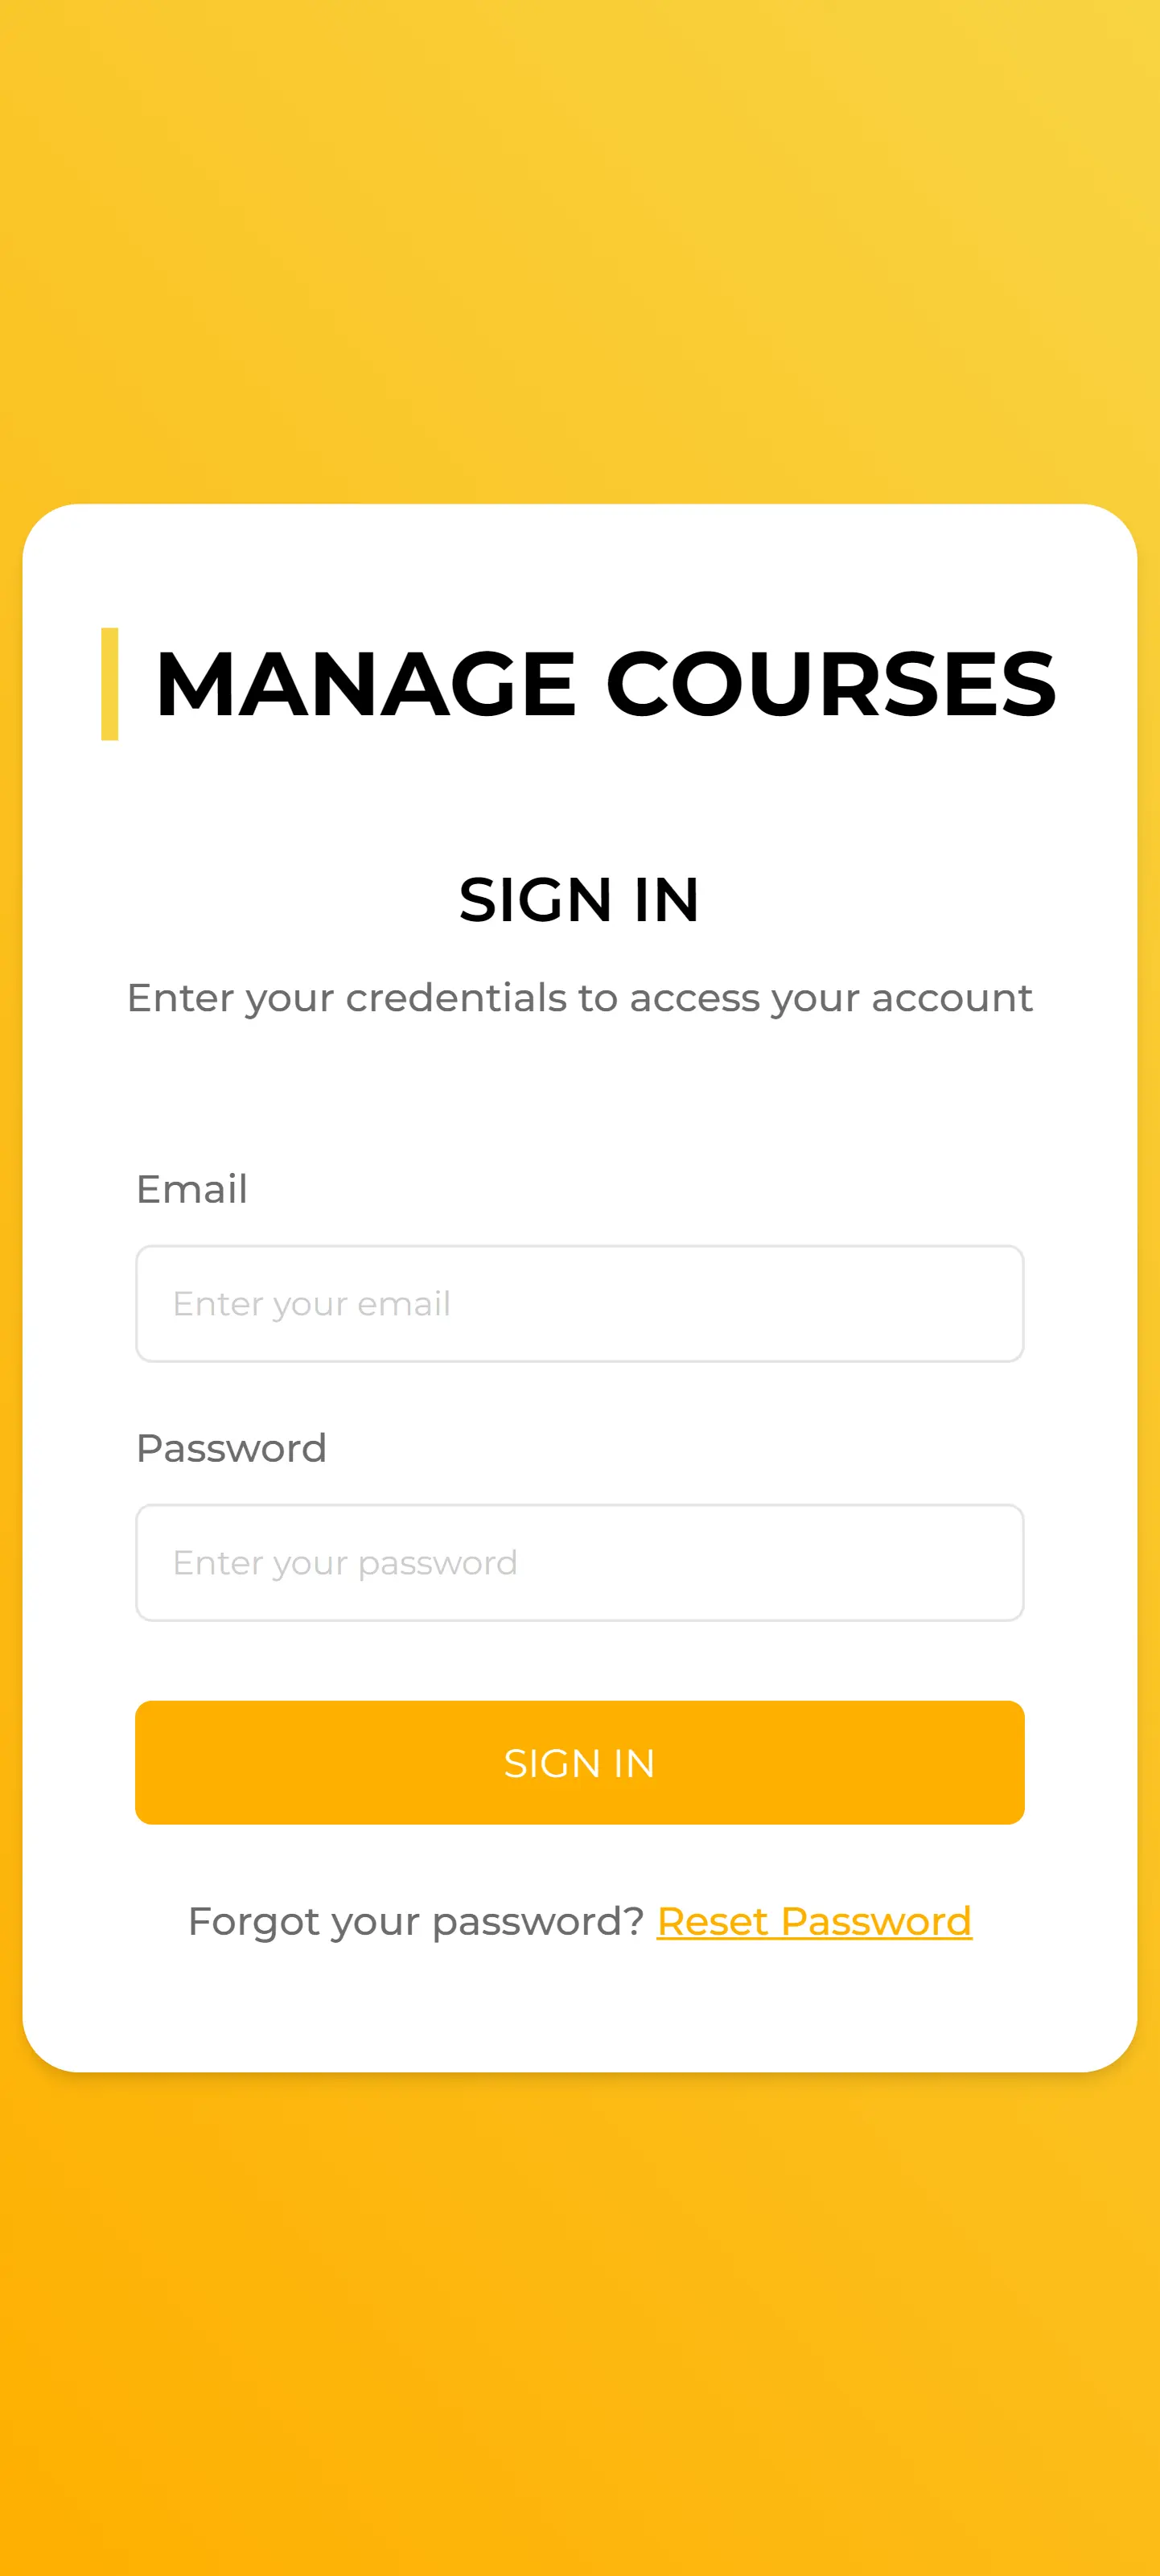 MANAGE COURSES
SIGN IN
Enter your credentials to access your account
Email
Enter your email
Password
Enter your password
SIGN IN
Forgot your password? Reset Password